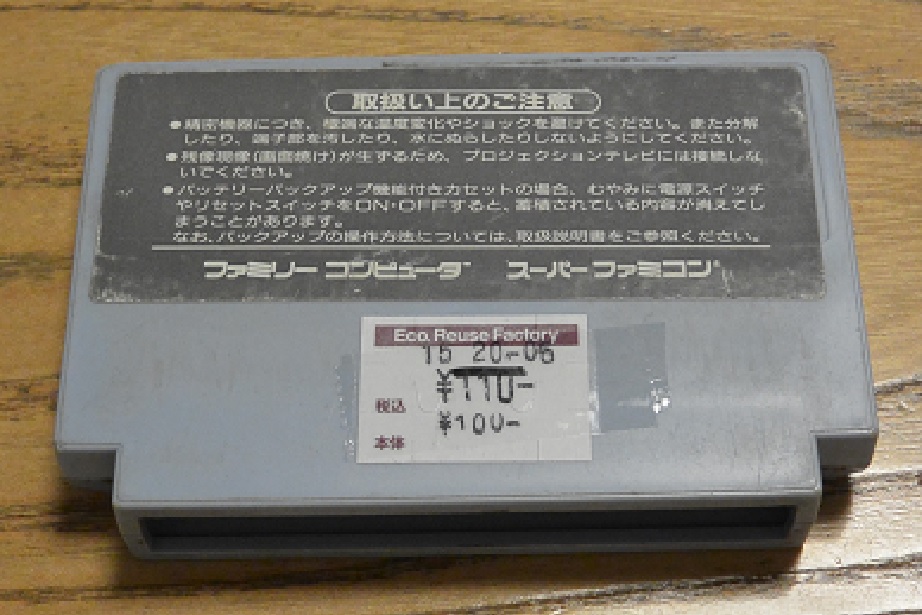 取扱い上のご注意
●精密機器につき、極端な温度変化やショックを避けてください。また分解
したり、端子部を汚したり、水にぬらしたりしないようにしてください。
●残像現像(画面焼け)が生ずるため、プロジェクションテレビには接続しな
いでください。
●バッテリーバックアップ機能付きカセットの場合、むやみに電源スイッチ
やリセットスイッチをON・OFFすると、蓄積されている内容が消えてし
まうことがあります。
なお、バックアップの操作方法については、取扱説明書をご参照ください。
ファミリー コンピュータ スーパー ファミコン
Eco Reuse Factory
15 20-06
¥110-
税込
¥100-
本体